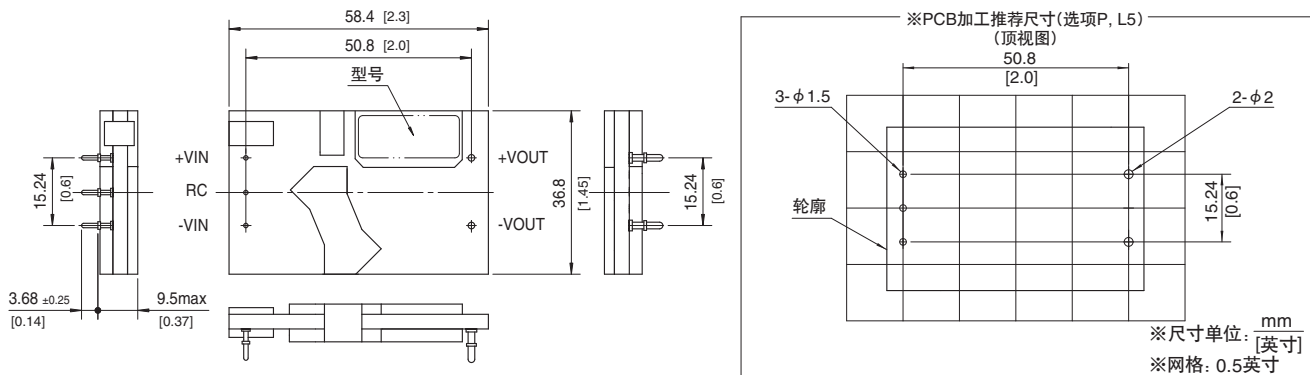 58.4 [2.3]
50.8 [2.0]
型号
+VIN
RC
-VIN
+VOUT
-VOUT
15.24
[0.6]
36.8
[1.45]
15.24
[0.6]
3.68 ±0.25
[0.14]
9.5max
[0.37]
※PCB加工推荐尺寸(选项P, L5)
(顶视图)
50.8
[2.0]
3-φ1.5
2-φ2
轮廓
15.24
[0.6]
※尺寸单位: mm
[英寸]
※网格: 0.5英寸